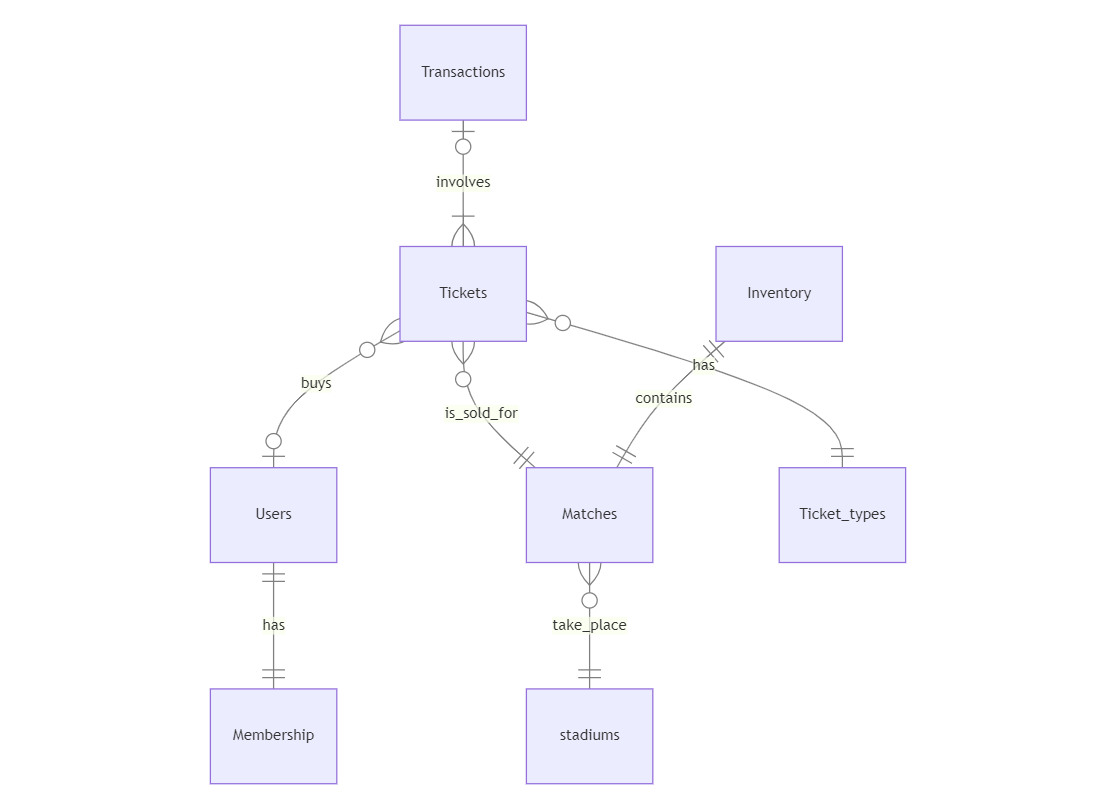 Transactions
involves
Tickets
Inventory
has
buys
contains
is_sold_for
Users
Matches
Ticket_types
has
take_place
Membership
stadiums